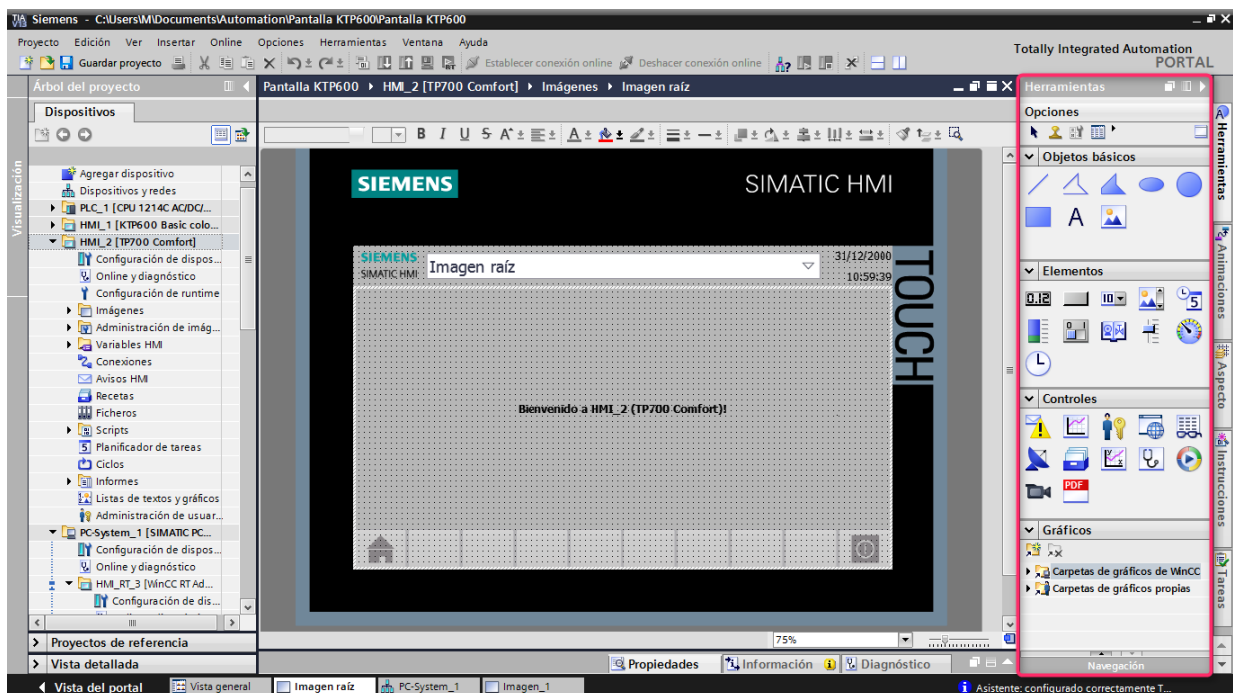 Siemens - C:\Users\M\Documents\Automation\Pantalla KTP600\Pantalla KTP600
Proyecto Edición Ver Insertar Online Opciones Herramientas Ventana Ayuda
Totally Integrated Automation
PORTAL
Guardar proyecto
Establecer conexión online
Deshacer conexión online
Árbol del proyecto
Dispositivos
Visualización
Agregar dispositivo
Dispositivos y redes
PLC_1 [CPU 1214C AC/DC/...
HMI_1 [KTP600 Basic colo...
HMI_2 [TP700 Comfort]
Configuración de dispos...
Online y diagnóstico
Configuración de runtime
Imágenes
Administración de imág...
Variables HMI
Conexiones
Avisos HMI
Recetas
Ficheros
Scripts
Planificador de tareas
Ciclos
Informes
Listas de textos y gráficos
Administración de usuar...
PC-System_1 [SIMATIC PC...
Configuración de dispos...
Online y diagnóstico
HMI_RT_3 [WinCC RT Ad...
Configuración de dis...
Proyectos de referencia
Vista detallada
Pantalla KTP600 HMI_2 [TP700 Comfort] Imágenes Imagen raíz
B I U S A
SIEMENS
SIMATIC HMI
TOUCH
SIEMENS
SIMATIC HMI
Imagen raíz
31/12/2000
10:59:39
Bienvenido a HMI_2 (TP700 Comfort)!
75%
Propiedades
Información
Diagnóstico
Herramientas
Opciones
Objetos básicos
A
Elementos
0.12
10
5
Controles
PDF
Gráficos
Carpetas de gráficos de WinCC
Carpetas de gráficos propias
Navegación
Herramientas
Animaciones
Aspecto
Instrucciones
Tareas
Vista del portal
Vista general
Imagen raíz
PC-System_1
Imagen_1
Asistente: configurado correctamente T...